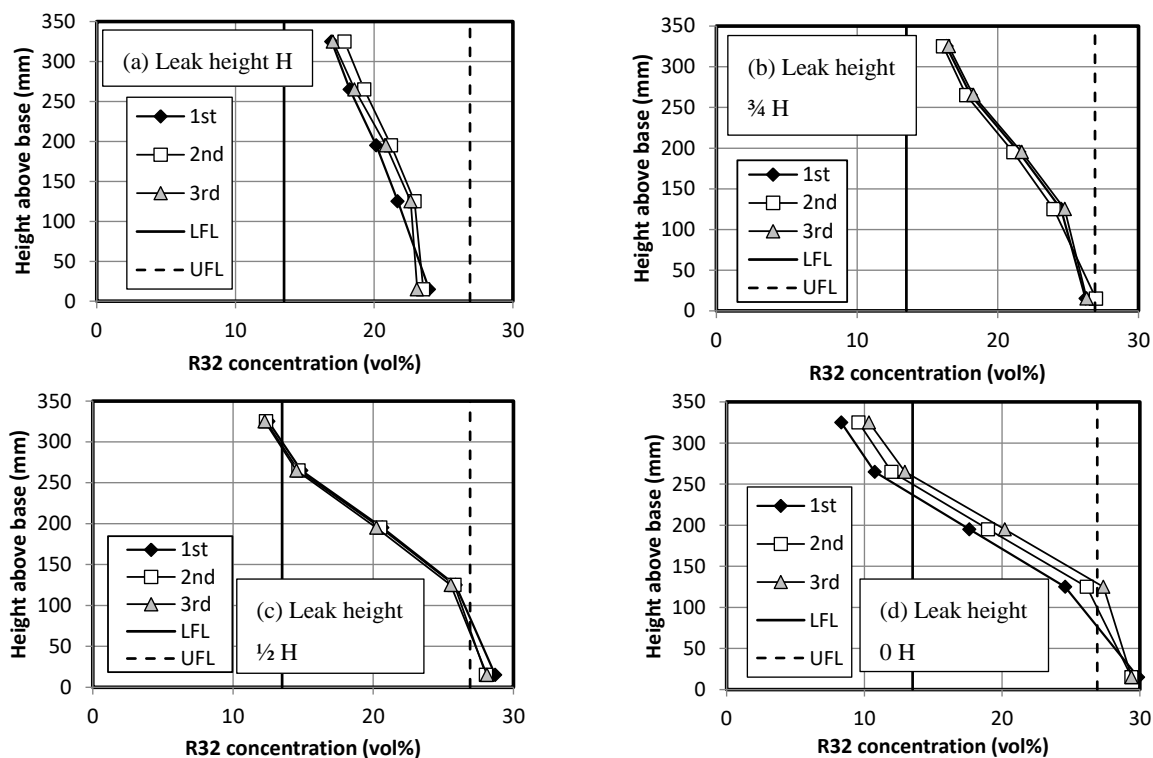 350
300
250
200
150
100
50
0
Height above base (mm)
(a) Leak height H
1st
2nd
3rd
LFL
UFL
0 10 20 30
R32 concentration (vol%)
350
300
250
200
150
100
50
0
Height above base (mm)
(b) Leak height
¾ H
1st
2nd
3rd
LFL
UFL
0 10 20 30
R32 concentration (vol%)
350
300
250
200
150
100
50
0
Height above base (mm)
1st
2nd
3rd
LFL
UFL
(c) Leak height
½ H
0 10 20 30
R32 concentration (vol%)
350
300
250
200
150
100
50
0
Height above base (mm)
1st
2nd
3rd
LFL
UFL
(d) Leak height
0 H
0 10 20 30
R32 concentration (vol%)